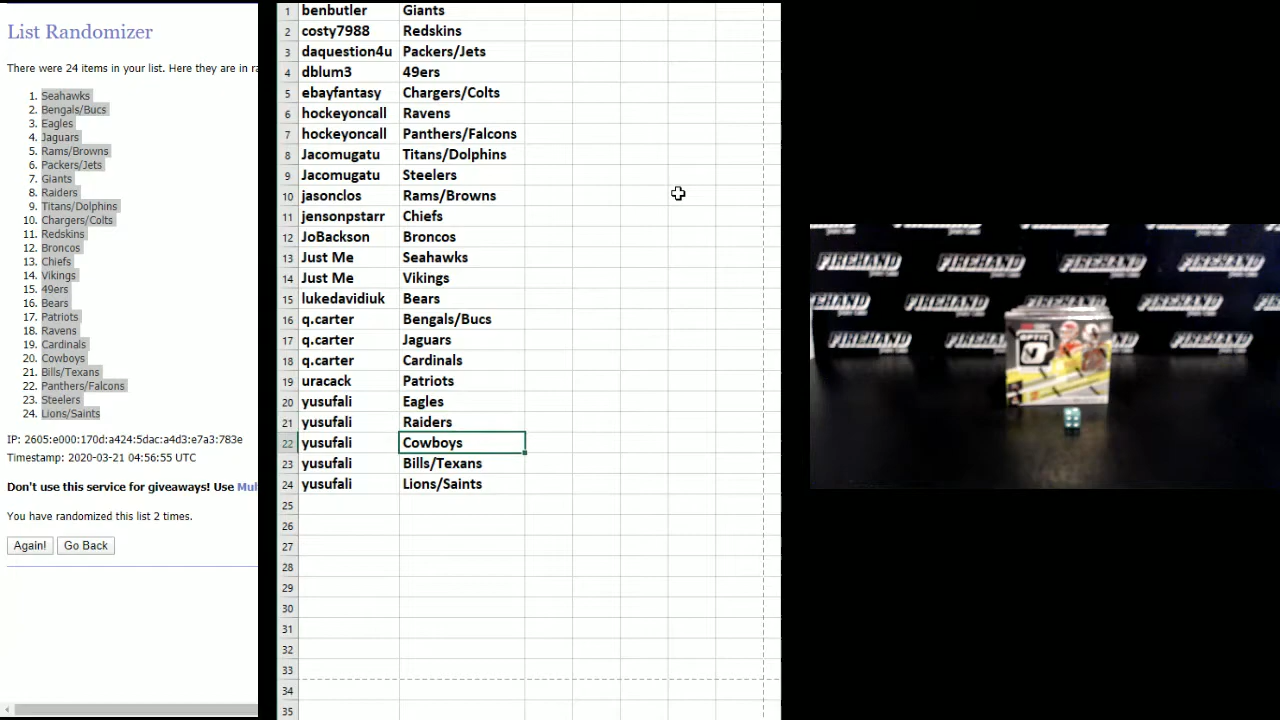 List Randomizer
There were 24 items in your list. Here they are in ra
1. Seahawks
2. Bengals/Bucs
3. Eagles
4. Jaguars
5. Rams/Browns
6. Packers/Jets
7. Giants
8. Raiders
9. Titans/Dolphins
10. Chargers/Colts
11. Redskins
12. Broncos
13. Chiefs
14. Vikings
15. 49ers
16. Bears
17. Patriots
18. Ravens
19. Cardinals
20. Cowboys
21. Bills/Texans
22. Panthers/Falcons
23. Steelers
24. Lions/Saints
IP: 2605:e000:170d:a424:5dac:a4d3:e7a3:783e
Timestamp: 2020-03-21 04:56:55 UTC
Don't use this service for giveaways! Use Mul
You have randomized this list 2 times.
Again! Go Back
1 benbutler Giants
2 costy7988 Redskins
3 daquestion4u Packers/Jets
4 dblum3 49ers
5 ebayfantasy Chargers/Colts
6 hockeyoncall Ravens
7 hockeyoncall Panthers/Falcons
8 Jacomugatu Titans/Dolphins
9 Jacomugatu Steelers
10 jasonclos Rams/Browns
11 jensonpstarr Chiefs
12 JoBackson Broncos
13 Just Me Seahawks
14 Just Me Vikings
15 lukedavidiuk Bears
16 q.carter Bengals/Bucs
17 q.carter Jaguars
18 q.carter Cardinals
19 uracack Patriots
20 yusufali Eagles
21 yusufali Raiders
22 yusufali Cowboys
23 yusufali Bills/Texans
24 yusufali Lions/Saints
25
26
27
28
29
30
31
32
33
34
35
FIREHAND FIREHAND FIREHAND FIREHAND
FIREHAND FIREHAND FIREHAND FIREHAND
FIREHAND FIREHAND FIREHAND
OPTIC